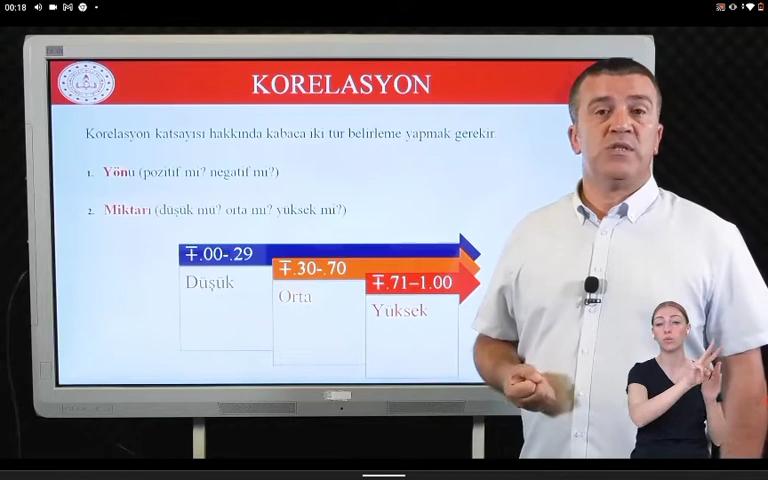 00:18
KORELASYON
Korelasyon katsayısı hakkında kabaca iki tür belirleme yapmak gerekir.
1. Yönü (pozitif mi? negatif mi?)
2. Miktarı (düşük mü? orta mı? yüksek mi?)
∓.00-.29
Düşük
∓.30-.70
Orta
∓.71–1.00
Yüksek